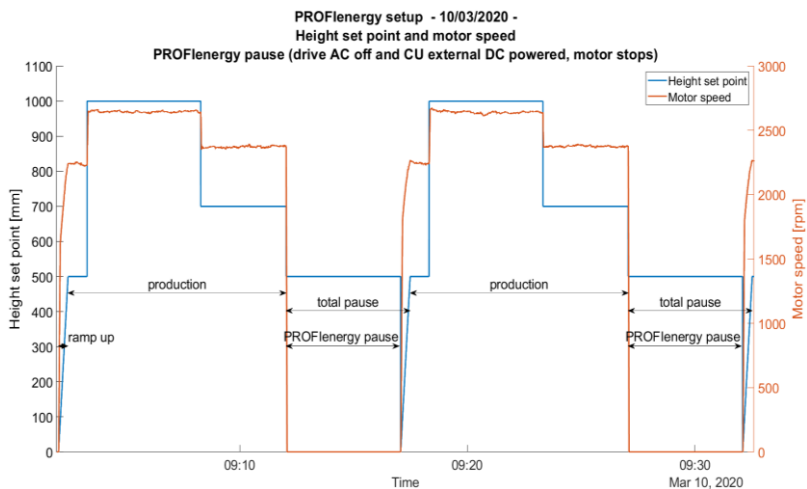 PROFIenergy setup - 10/03/2020 -
Height set point and motor speed
PROFIenergy pause (drive AC off and CU external DC powered, motor stops)
1100
1000
900
800
700
600
500
400
300
200
100
0
Height set point [mm]
3000
2500
2000
1500
1000
500
0
Motor speed [rpm]
Height set point
Motor speed
production
production
total pause
total pause
ramp up
PROFIenergy pause
PROFIenergy pause
09:10
09:20
09:30
Time
Mar 10, 2020